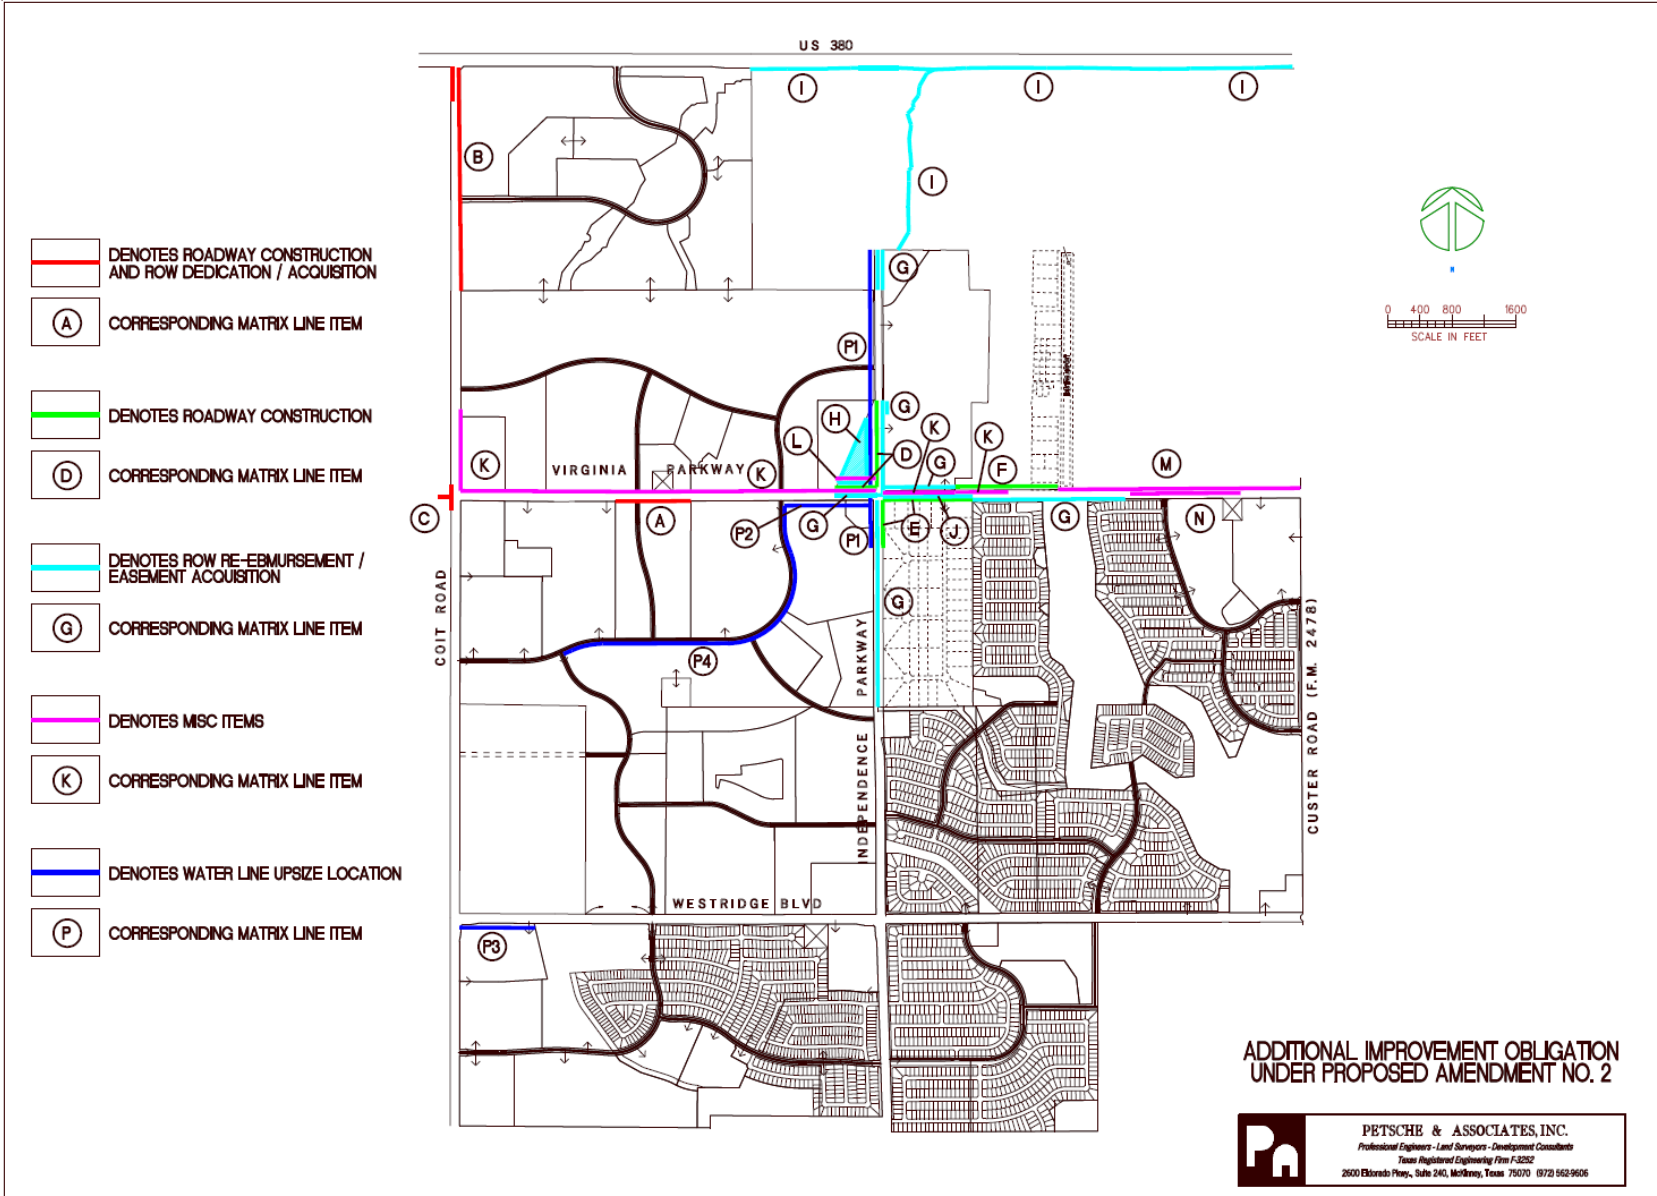 US 380
I
I
I
B
I
DENOTES ROADWAY CONSTRUCTION
AND ROW DEDICATION / ACQUISITION
A
CORRESPONDING MATRIX LINE ITEM
DENOTES ROADWAY CONSTRUCTION
D
CORRESPONDING MATRIX LINE ITEM
DENOTES ROW RE-EBMURSEMENT /
EASEMENT ACQUISITION
G
CORRESPONDING MATRIX LINE ITEM
DENOTES MISC ITEMS
K
CORRESPONDING MATRIX LINE ITEM
DENOTES WATER LINE UPSIZE LOCATION
P
CORRESPONDING MATRIX LINE ITEM
N
0 400 800 1600
SCALE IN FEET
G
P1
G
H
K
K
L
D
G
F
M
K
VIRGINIA PARKWAY
K
C
A
P2
G
P1
E
J
G
N
G
P4
COIT ROAD
INDEPENDENCE PARKWAY
CUSTER ROAD (F.M. 2478)
WESTRIDGE BLVD
P3
ADDITIONAL IMPROVEMENT OBLIGATION
UNDER PROPOSED AMENDMENT NO. 2
Pa
PETSCHE & ASSOCIATES, INC.
Professional Engineers - Land Surveyors - Development Consultants
Texas Registered Engineering Firm F-3252
2600 Eldorado Pkwy., Suite 240, McKinney, Texas 75070 (972) 562-9606